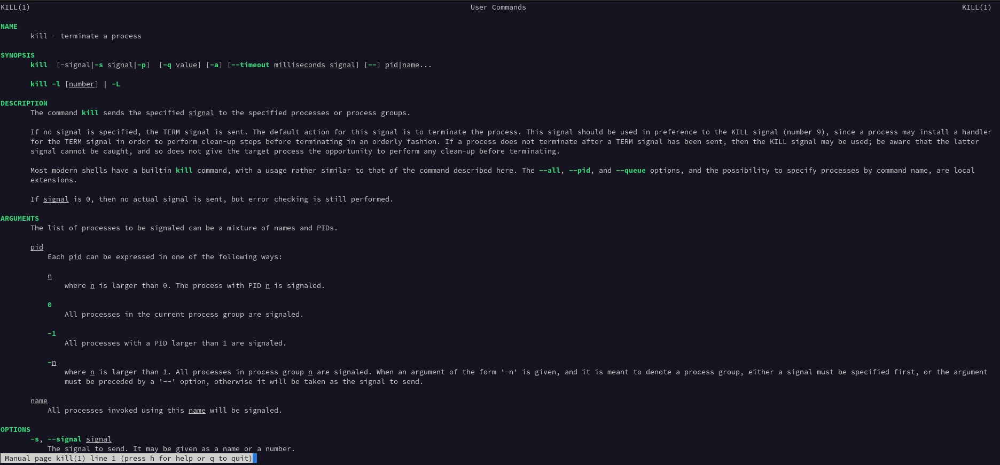 KILL(1) User Commands KILL(1)
NAME
kill - terminate a process
SYNOPSIS
kill [-signal|-s signal|-p] [-q value] [-a] [--timeout milliseconds signal] [--] pid|name...
kill -l [number] | -L
DESCRIPTION
The command kill sends the specified signal to the specified processes or process groups.
If no signal is specified, the TERM signal is sent. The default action for this signal is to terminate the process. This signal should be used in preference to the KILL signal (number 9), since a process may install a handler
for the TERM signal in order to perform clean-up steps before terminating in an orderly fashion. If a process does not terminate after a TERM signal has been sent, then the KILL signal may be used; be aware that the latter
signal cannot be caught, and so does not give the target process the opportunity to perform any clean-up before terminating.
Most modern shells have a builtin kill command, with a usage rather similar to that of the command described here. The --all, --pid, and --queue options, and the possibility to specify processes by command name, are local
extensions.
If signal is 0, then no actual signal is sent, but error checking is still performed.
ARGUMENTS
The list of processes to be signaled can be a mixture of names and PIDs.
pid
Each pid can be expressed in one of the following ways:
n
where n is larger than 0. The process with PID n is signaled.
0
All processes in the current process group are signaled.
-1
All processes with a PID larger than 1 are signaled.
-n
where n is larger than 1. All processes in process group n are signaled. When an argument of the form '-n' is given, and it is meant to denote a process group, either a signal must be specified first, or the argument
must be preceded by a '--' option, otherwise it will be taken as the signal to send.
name
All processes invoked using this name will be signaled.
OPTIONS
-s, --signal signal
The signal to send. It may be given as a name or a number.
Manual page kill(1) line 1 (press h for help or q to quit)